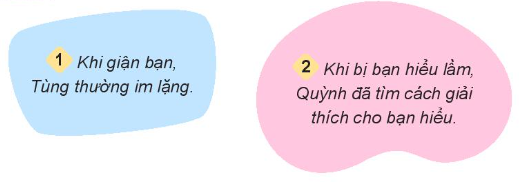 1 Khi giận bạn,
Tùng thường im lặng.
2 Khi bị bạn hiểu lầm,
Quỳnh đã tìm cách giải
thích cho bạn hiểu.